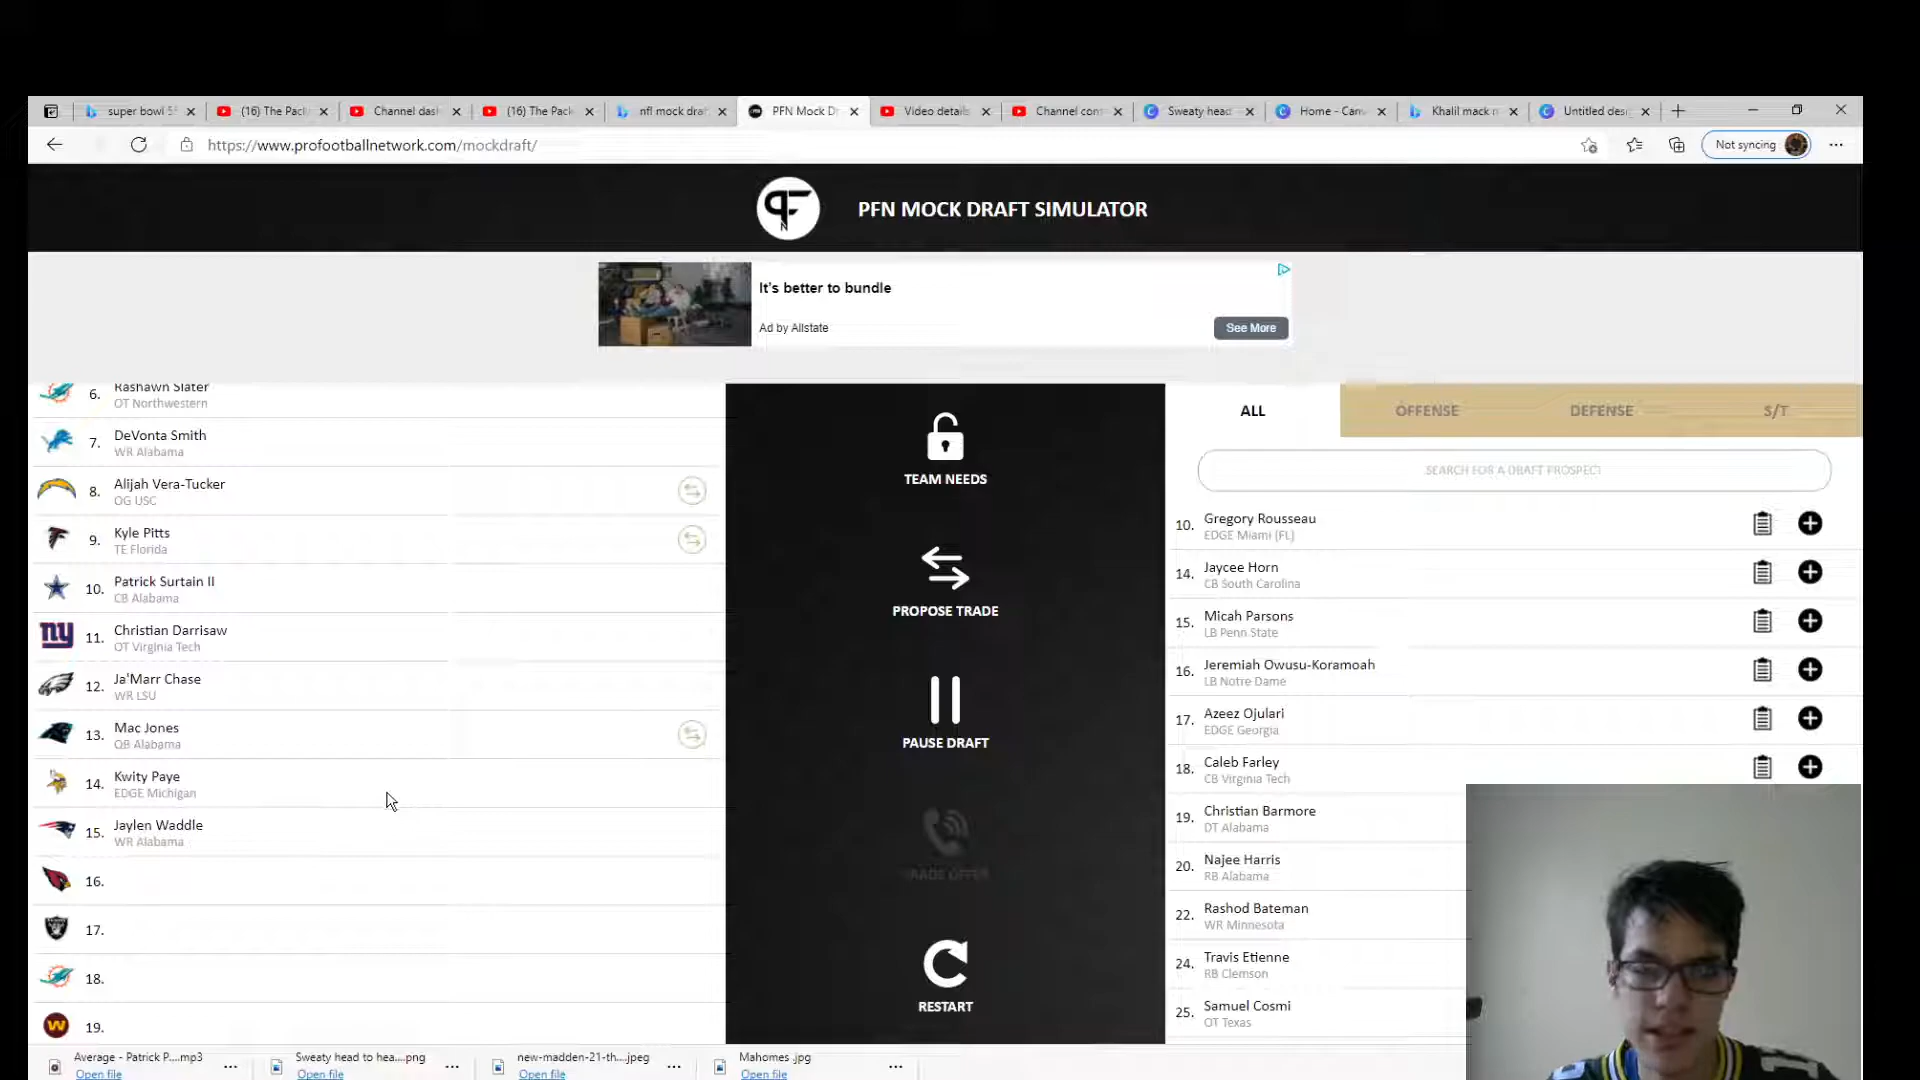 super bowl 5
(16) The Pack
Channel dash
(16) The Pack
nfl mock draf
PFN Mock Dr
Video details
Channel con
Sweaty head
Home - Canv
Khalil mack n
Untitled desi
https://www.profootballnetwork.com/mockdraft/
Not syncing
PFN
PFN MOCK DRAFT SIMULATOR
It's better to bundle
Ad by Allstate
See More
6. Rashawn Slater
OT Northwestern
7. DeVonta Smith
WR Alabama
8. Alijah Vera-Tucker
OG USC
9. Kyle Pitts
TE Florida
10. Patrick Surtain II
CB Alabama
11. Christian Darrisaw
OT Virginia Tech
12. Ja'Marr Chase
WR LSU
13. Mac Jones
QB Alabama
14. Kwity Paye
EDGE Michigan
15. Jaylen Waddle
WR Alabama
16.
17.
18.
19.
TEAM NEEDS
PROPOSE TRADE
PAUSE DRAFT
TRADE OFFER
RESTART
ALL OFFENSE DEFENSE S/T
SEARCH FOR A DRAFT PROSPECT
10. Gregory Rousseau
EDGE Miami (FL)
14. Jaycee Horn
CB South Carolina
15. Micah Parsons
LB Penn State
16. Jeremiah Owusu-Koramoah
LB Notre Dame
17. Azeez Ojulari
EDGE Georgia
18. Caleb Farley
CB Virginia Tech
19. Christian Barmore
DT Alabama
20. Najee Harris
RB Alabama
22. Rashod Bateman
WR Minnesota
24. Travis Etienne
RB Clemson
25. Samuel Cosmi
OT Texas
Average - Patrick P....mp3
Open file
Sweaty head to hea....png
Open file
new-madden-21-th....jpeg
Open file
Mahomes .jpg
Open file